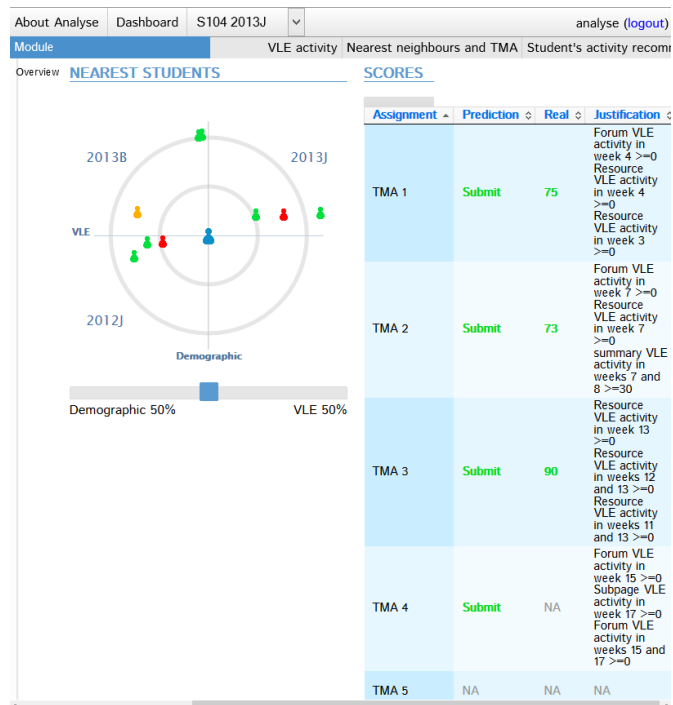 About Analyse Dashboard S104 2013J analyse (logout)
Module VLE activity Nearest neighbours and TMA Student's activity recomm
Overview
NEAREST STUDENTS
2013B 2013J
VLE
2012J
Demographic
Demographic 50% VLE 50%
SCORES
Assignment Prediction Real Justification
TMA 1 Submit 75
Forum VLE
activity in
week 4 >=0
Resource
VLE activity
in week 4
>=0
Resource
VLE activity
in week 3
>=0
TMA 2 Submit 73
Forum VLE
activity in
week 7 >=0
Resource
VLE activity
in week 7
>=0
summary VLE
activity in
weeks 7 and
8 >=30
TMA 3 Submit 90
Resource
VLE activity
in week 13
>=0
Resource
VLE activity
in weeks 12
and 13 >=0
Resource
VLE activity
in weeks 11
and 13 >=0
TMA 4 Submit NA
Forum VLE
activity in
week 15 >=0
Subpage VLE
activity in
week 17 >=0
Forum VLE
activity in
weeks 15 and
17 >=0
TMA 5 NA NA NA